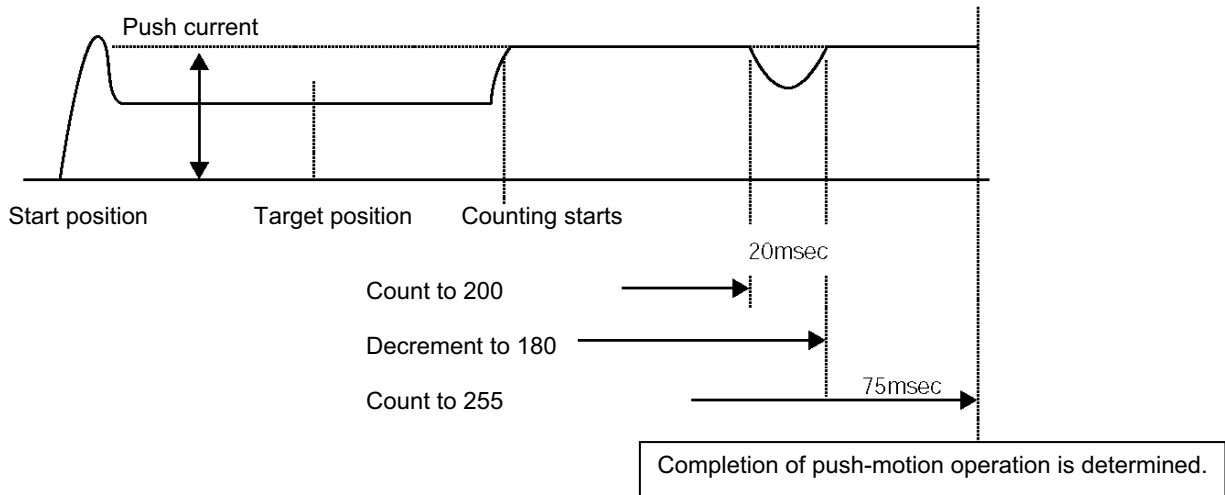 Push current
Start position
Target position
Counting starts
20msec
Count to 200
Decrement to 180
75msec
Count to 255
Completion of push-motion operation is determined.